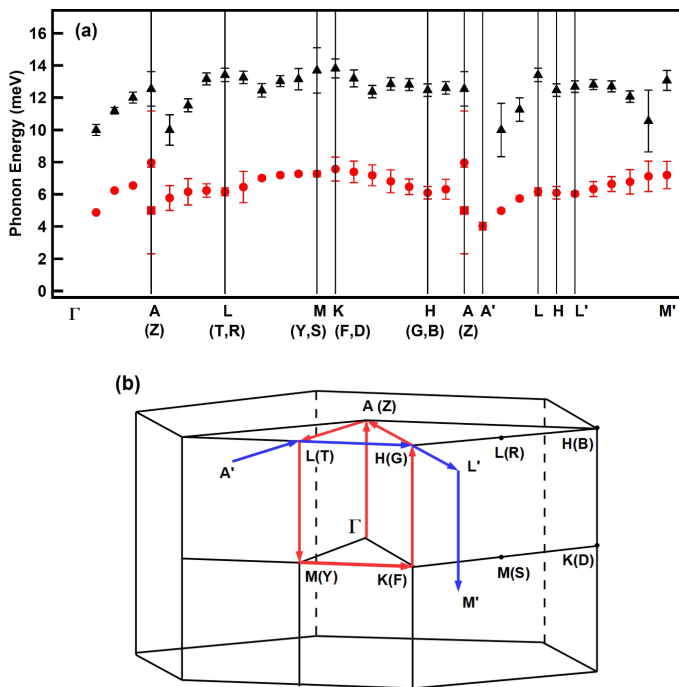 (a)
Phonon Energy (meV)
16
14
12
10
8
6
4
2
0
Γ A L M K H A A' L H L' M'
(Z) (T,R) (Y,S) (F,D) (G,B) (Z)
(b)
A (Z)
L(T) H(G) L(R) H(B)
A' L'
Γ
M(Y) K(F) M(S) K(D)
M'